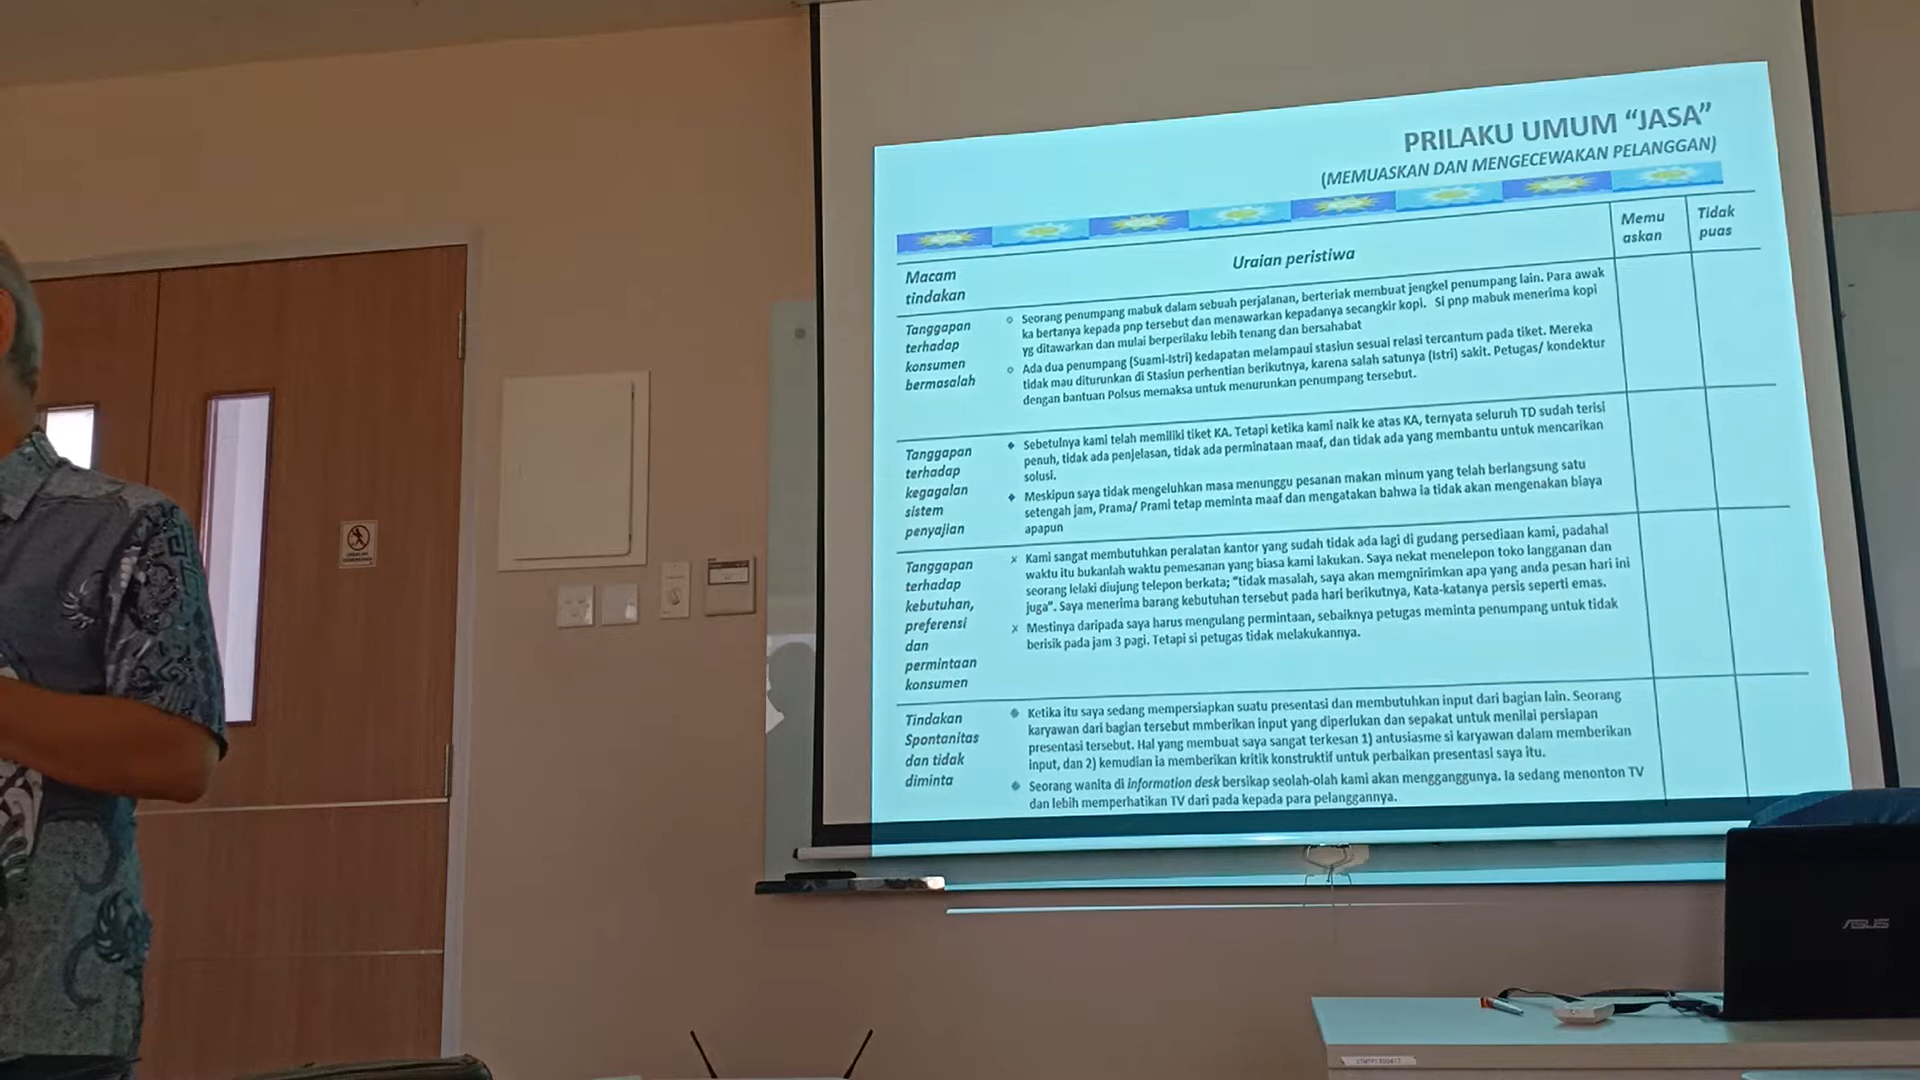 PRILAKU UMUM “JASA”
(MEMUASKAN DAN MENGECEWAKAN PELANGGAN)
Macam
tindakan
Uraian peristiwa
Memu
askan
Tidak
puas
Tanggapan
terhadap
konsumen
bermasalah
Seorang penumpang mabuk dalam sebuah perjalanan, berteriak membuat jengkel penumpang lain. Para awak
ka bertanya kepada pnp tersebut dan menawarkan kepadanya secangkir kopi. Si pnp mabuk menerima kopi
yg ditawarkan dan mulai berperilaku lebih tenang dan bersahabat
Ada dua penumpang (Suami-Istri) kedapatan melampaui stasiun sesuai relasi tercantum pada tiket. Mereka
tidak mau diturunkan di Stasiun perhentian berikutnya, karena salah satunya (Istri) sakit. Petugas/ kondektur
dengan bantuan Polsus memaksa untuk menurunkan penumpang tersebut.
Tanggapan
terhadap
kegagalan
sistem
penyajian
Sebetulnya kami telah memiliki tiket KA. Tetapi ketika kami naik ke atas KA, ternyata seluruh TD sudah terisi
penuh, tidak ada penjelasan, tidak ada perminataan maaf, dan tidak ada yang membantu untuk mencarikan
solusi.
Meskipun saya tidak mengeluhkan masa menunggu pesanan makan minum yang telah berlangsung satu
setengah jam, Prama/ Prami tetap meminta maaf dan mengatakan bahwa ia tidak akan mengenakan biaya
apapun
Tanggapan
terhadap
kebutuhan,
preferensi
dan
permintaan
konsumen
Kami sangat membutuhkan peralatan kantor yang sudah tidak ada lagi di gudang persediaan kami, padahal
waktu itu bukanlah waktu pemesanan yang biasa kami lakukan. Saya nekat menelepon toko langganan dan
seorang lelaki diujung telepon berkata; “tidak masalah, saya akan memgnirimkan apa yang anda pesan hari ini
juga”. Saya menerima barang kebutuhan tersebut pada hari berikutnya, Kata-katanya persis seperti emas.
Mestinya daripada saya harus mengulang permintaan, sebaiknya petugas meminta penumpang untuk tidak
berisik pada jam 3 pagi. Tetapi si petugas tidak melakukannya.
Tindakan
Spontanitas
dan tidak
diminta
Ketika itu saya sedang mempersiapkan suatu presentasi dan membutuhkan input dari bagian lain. Seorang
karyawan dari bagian tersebut mmberikan input yang diperlukan dan sepakat untuk menilai persiapan
presentasi tersebut. Hal yang membuat saya sangat terkesan 1) antusiasme si karyawan dalam memberikan
input, dan 2) kemudian ia memberikan kritik konstruktif untuk perbaikan presentasi saya itu.
Seorang wanita di information desk bersikap seolah-olah kami akan mengganggunya. Ia sedang menonton TV
dan lebih memperhatikan TV dari pada kepada para pelanggannya.
ASUS